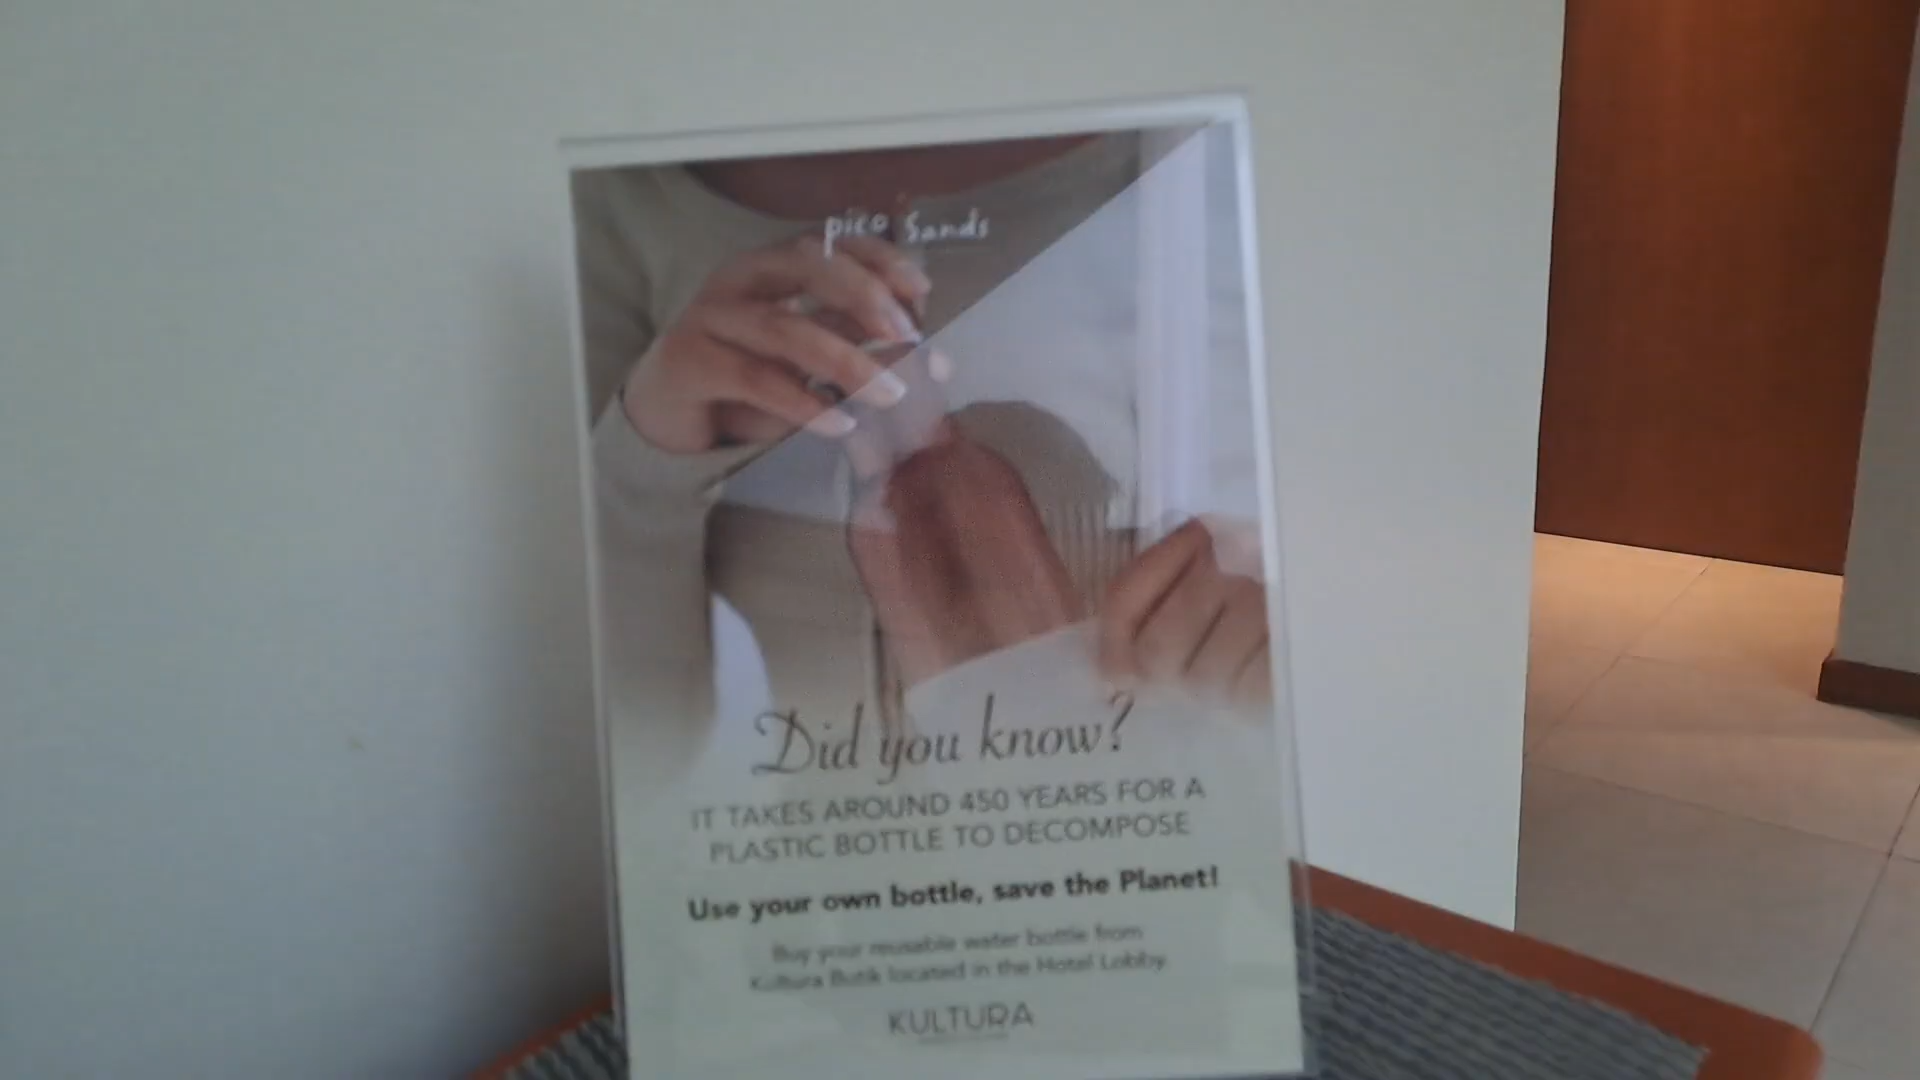 pico sands
Did you know?
IT TAKES AROUND 450 YEARS FOR A
PLASTIC BOTTLE TO DECOMPOSE
Use your own bottle, save the Planet!
Buy your reusable water bottle from
Kultura Butik located in the Hotel Lobby
KULTURA